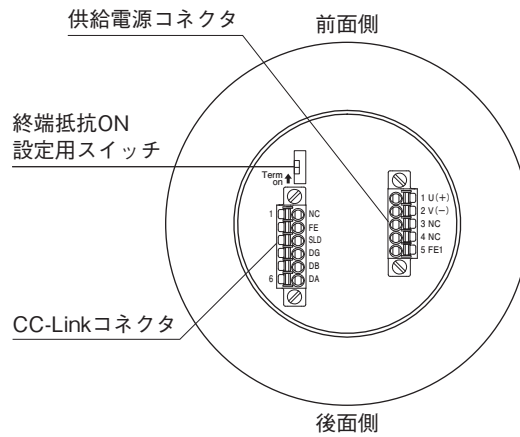 供給電源コネクタ
前面側
終端抵抗ON
設定用スイッチ
Term
on
1 NC
FE
SLD
DG
DB
6 DA
1 U(+)
2 V(−)
3 NC
4 NC
5 FE1
CC-Linkコネクタ
後面側